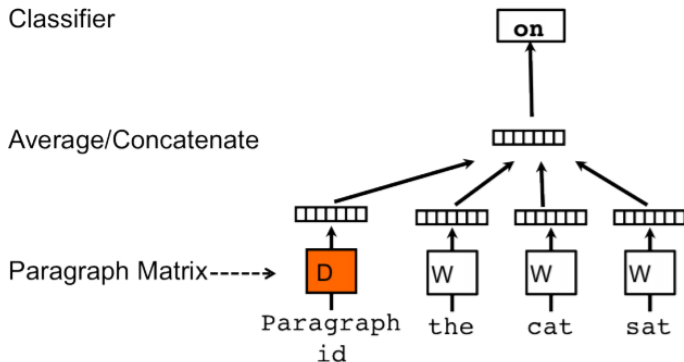 Classifier
on
Average/Concatenate
Paragraph Matrix
D
W
W
W
Paragraph
id
the
cat
sat